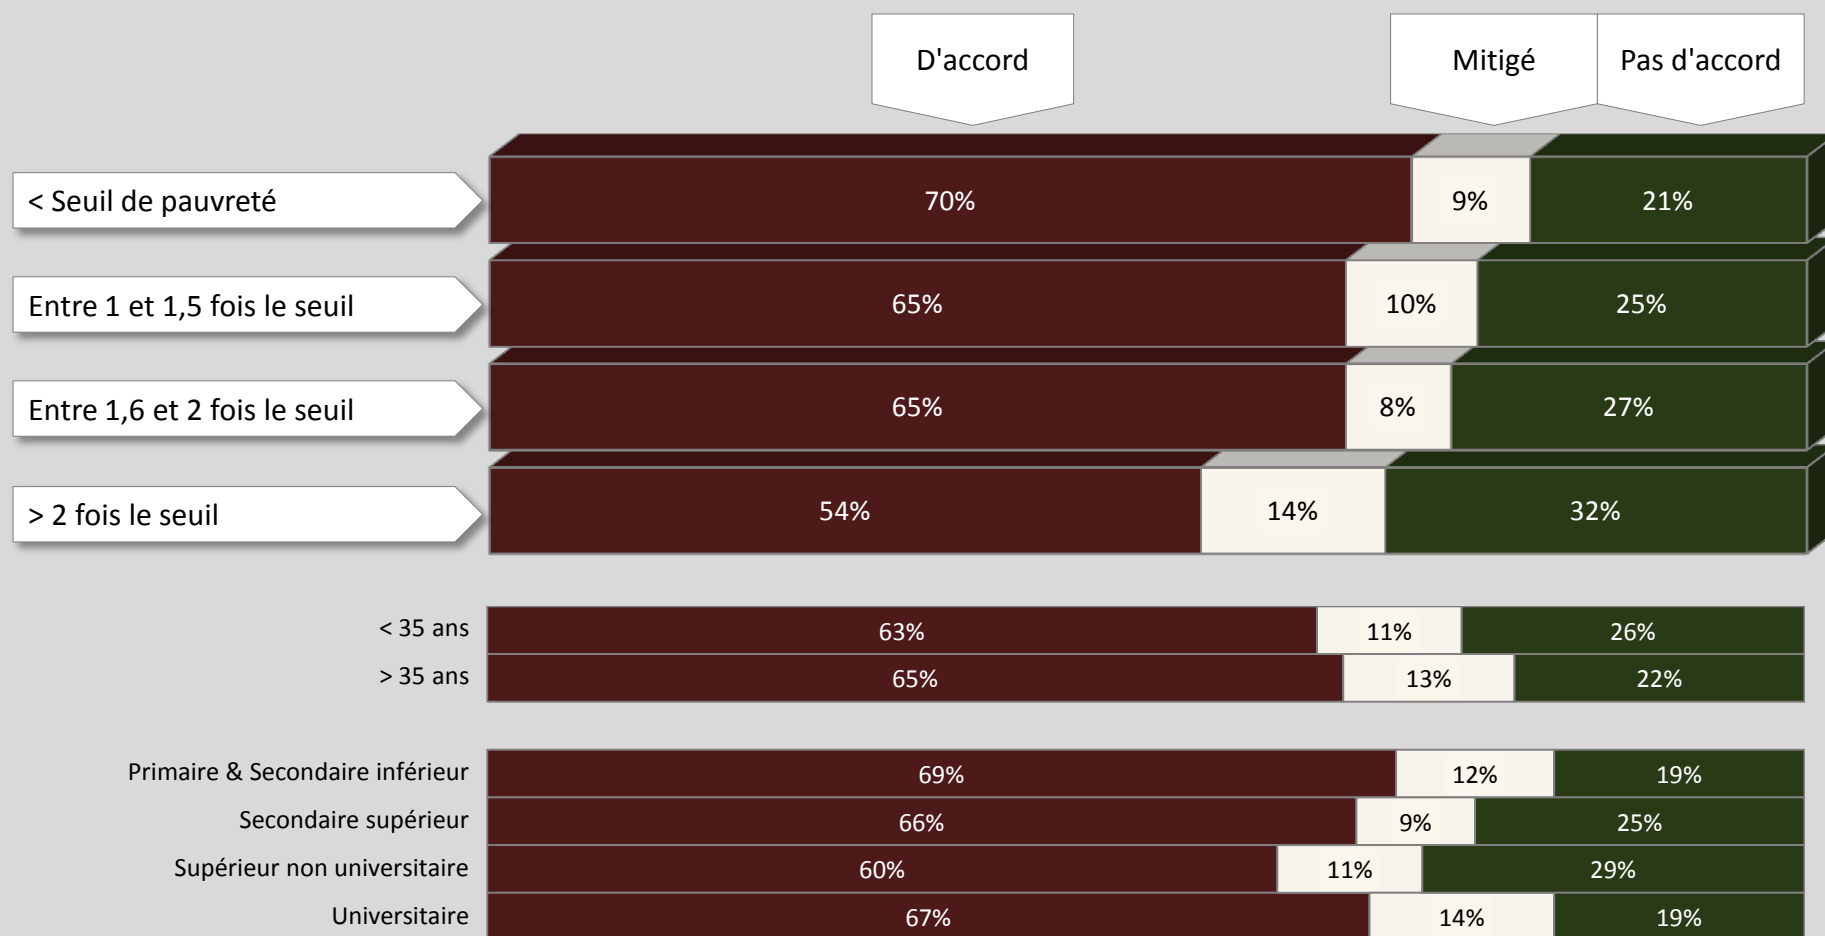 D'accord Mitigé Pas d'accord
< Seuil de pauvreté 70% 9% 21%
Entre 1 et 1,5 fois le seuil 65% 10% 25%
Entre 1,6 et 2 fois le seuil 65% 8% 27%
> 2 fois le seuil 54% 14% 32%
< 35 ans 63% 11% 26%
> 35 ans 65% 13% 22%
Primaire & Secondaire inférieur 69% 12% 19%
Secondaire supérieur 66% 9% 25%
Supérieur non universitaire 60% 11% 29%
Universitaire 67% 14% 19%